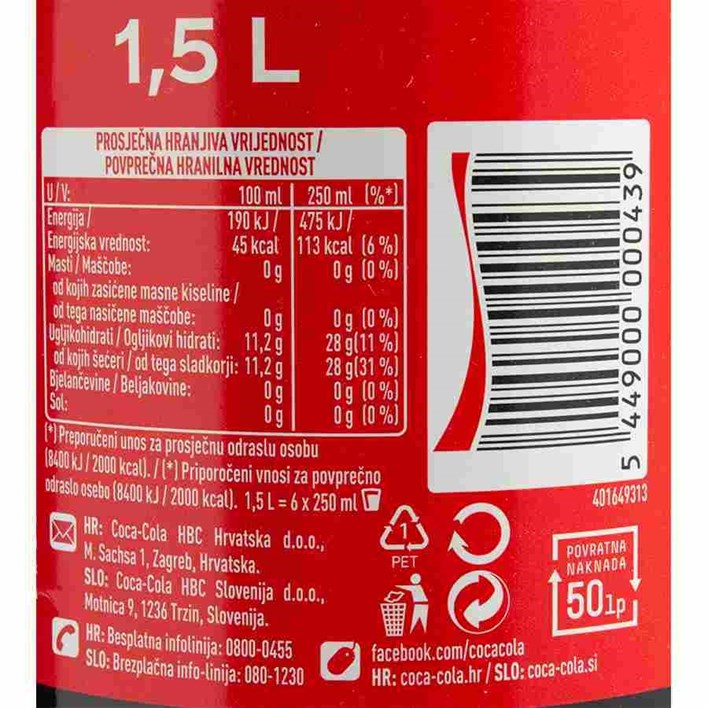 1,5 L
PROSJEČNA HRANJIVA VRIJEDNOST /
POVPREČNA HRANILNA VREDNOST
U / V: 100 ml 250 ml (%*)
Energija / 190 kJ / 475 kJ /
Energijska vrednost: 45 kcal 113 kcal (6 %)
Masti / Maščobe: 0 g 0 g (0 %)
od kojih zasićene masne kiseline /
od tega nasičene maščobe: 0 g 0 g (0 %)
Ugljikohidrati / Ogljikovi hidrati: 11,2 g 28 g(11 %)
od kojih šećeri / od tega sladkorji: 11,2 g 28 g(31 %)
Bjelančevine / Beljakovine: 0 g 0 g (0 %)
Sol: 0 g 0 g (0 %)
(*) Preporučeni unos za prosječnu odraslu osobu
(8400 kJ / 2000 kcal). / (*) Priporočeni vnosi za povprečno
odraslo osebo (8400 kJ / 2000 kcal). 1,5 L = 6 x 250 ml
5 449000 000439
401649313
HR: Coca-Cola HBC Hrvatska d.o.o.,
M. Sachsa 1, Zagreb, Hrvatska.
SLO: Coca-Cola HBC Slovenija d.o.o.,
Motnica 9, 1236 Trzin, Slovenija.
HR: Besplatna infolinija: 0800-0455
SLO: Brezplačna info-linija: 080-1230
1
PET
POVRATNA
NAKNADA
50lp
facebook.com/cocacola
HR: coca-cola.hr / SLO: coca-cola.si